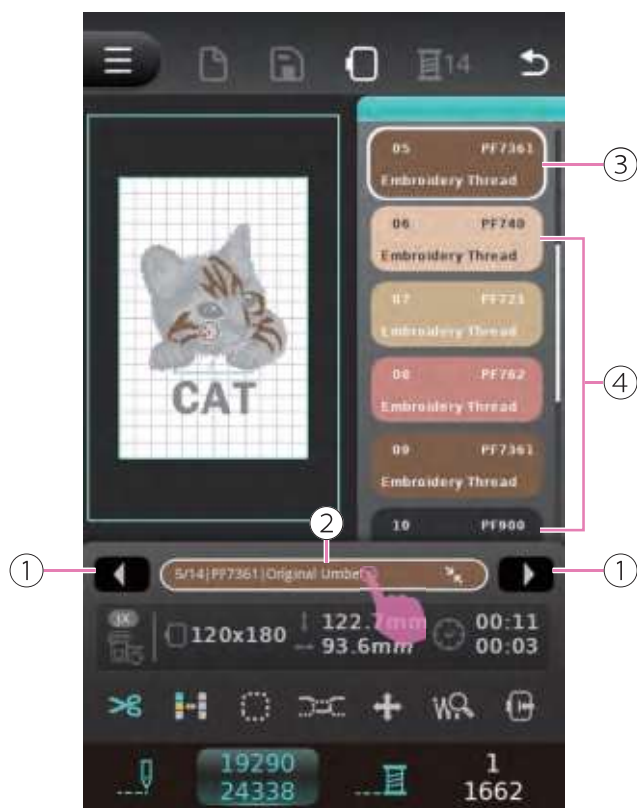 14
05 PF7361
Embroidery Thread
③
06 PF740
Embroidery Thread
07 PF721
Embroidery Thread
④
08 PF762
Embroidery Thread
CAT
09 PF7361
Embroidery Thread
②
10 PF900
①
5/14|PF7361|Original
①
120x180
122.7mm
93.6mm
00:11
00:03
19290
24338
1
1662